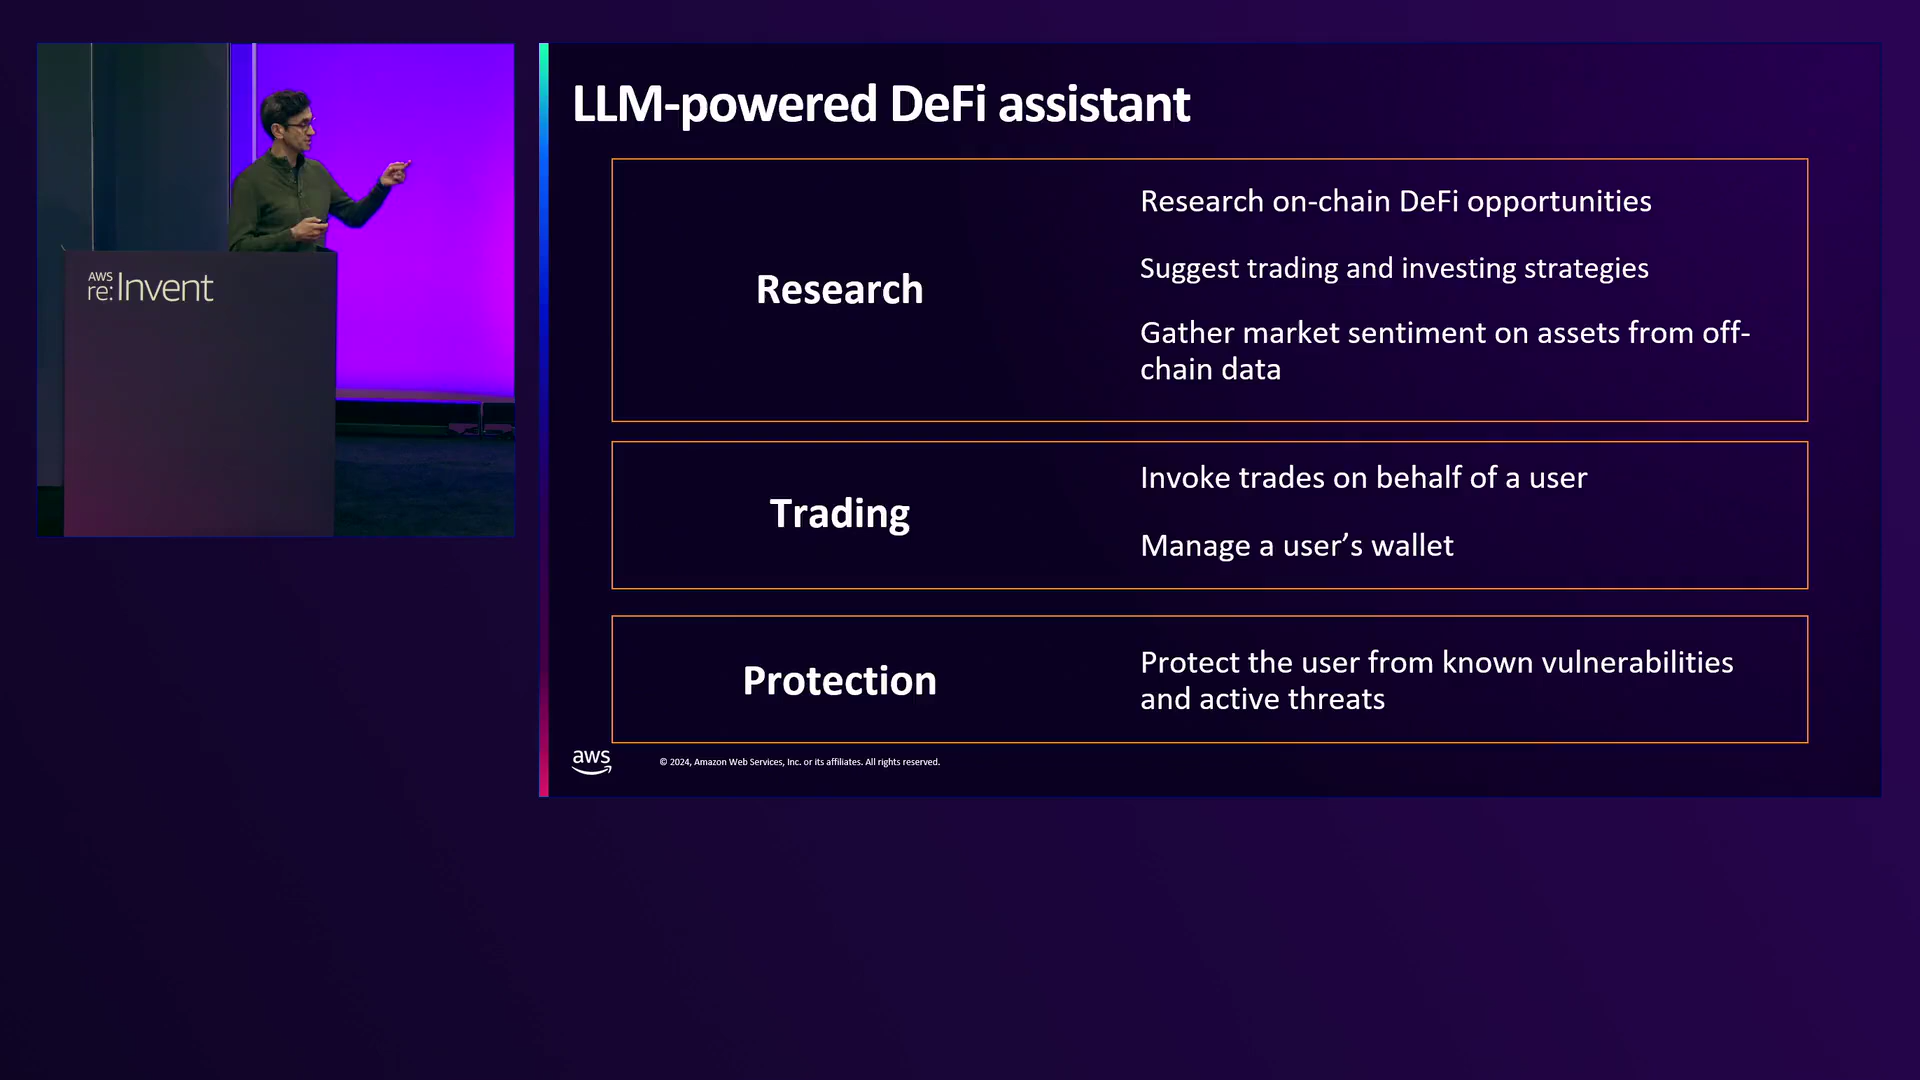 AWS
re:Invent
LLM-powered DeFi assistant
Research
Research on-chain DeFi opportunities
Suggest trading and investing strategies
Gather market sentiment on assets from off-
chain data
Trading
Invoke trades on behalf of a user
Manage a user’s wallet
Protection
Protect the user from known vulnerabilities
and active threats
aws
© 2024, Amazon Web Services, Inc. or its affiliates. All rights reserved.